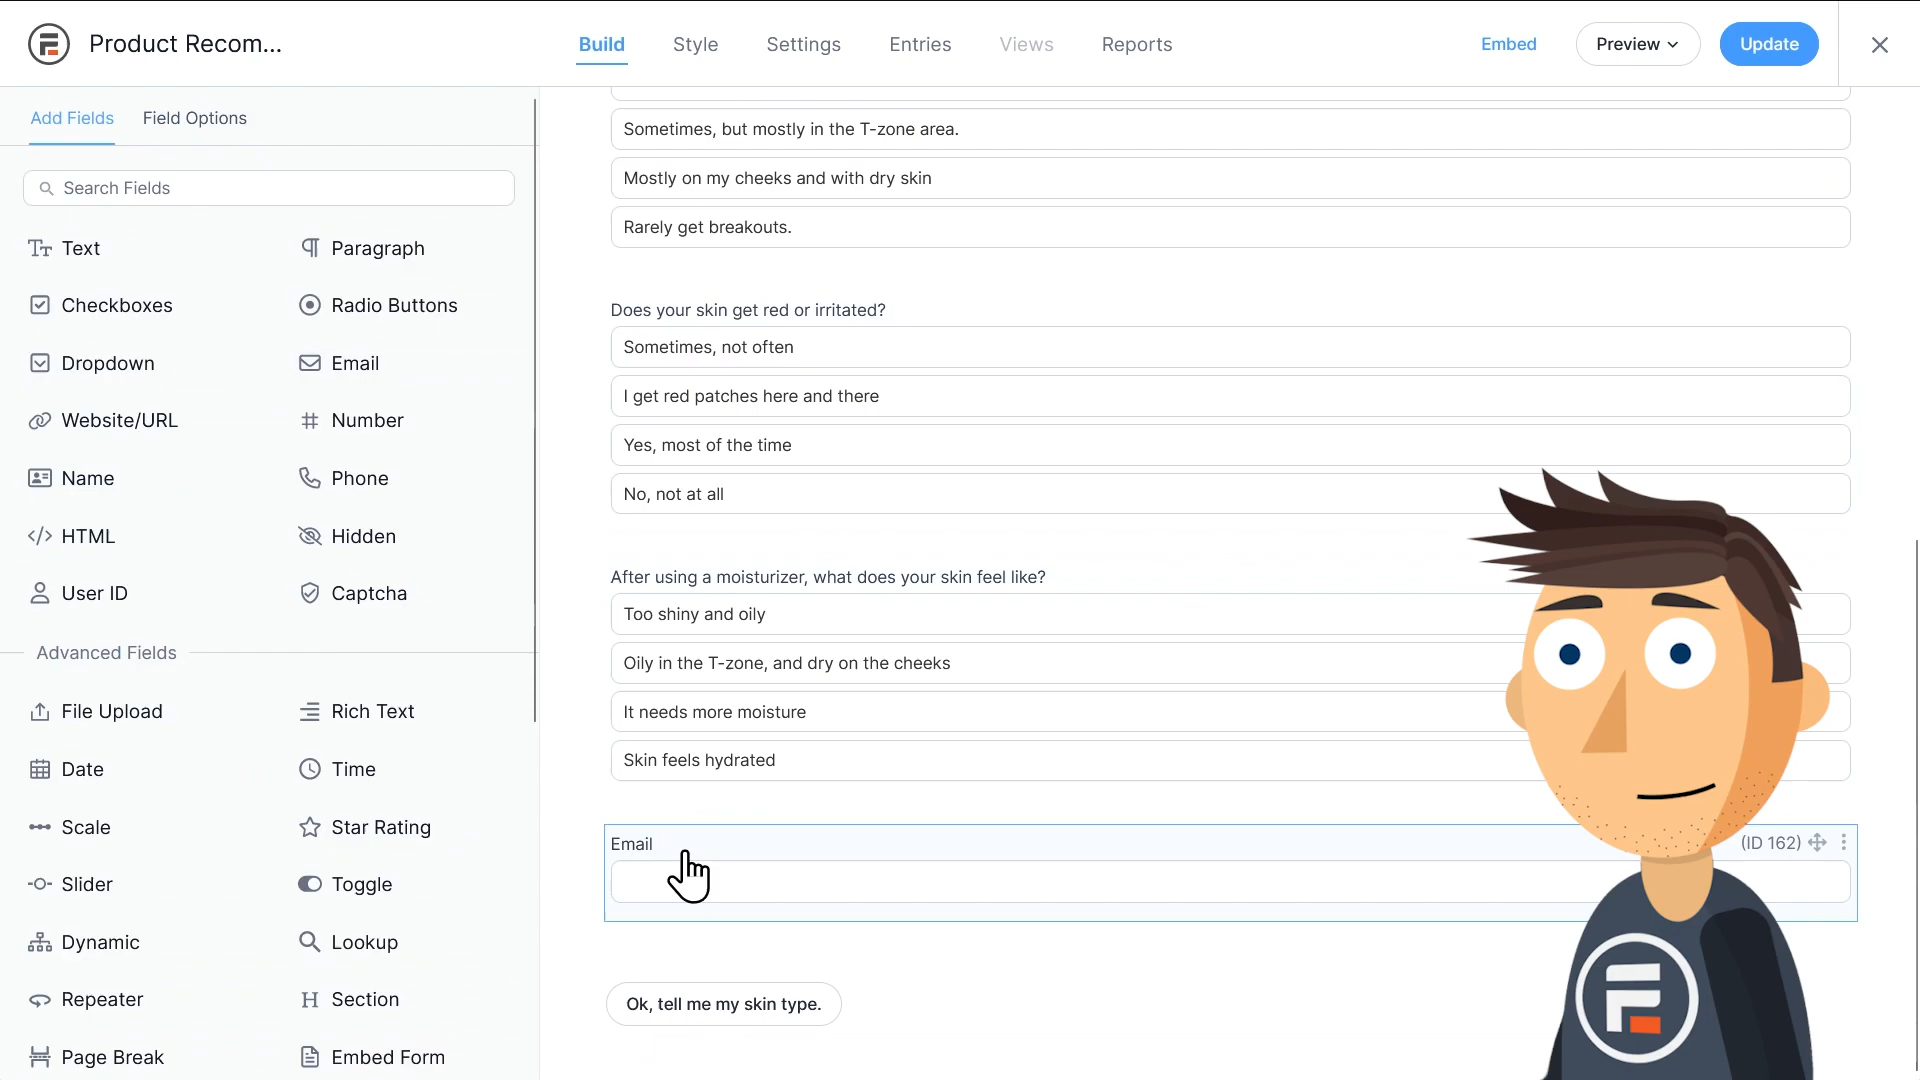 Product Recom...
Build
Style
Settings
Entries
Views
Reports
Embed
Preview
Update
Add Fields
Field Options
Search Fields
Text
Paragraph
Checkboxes
Radio Buttons
Dropdown
Email
Website/URL
Number
Name
Phone
HTML
Hidden
User ID
Captcha
Advanced Fields
File Upload
Rich Text
Date
Time
Scale
Star Rating
Slider
Toggle
Dynamic
Lookup
Repeater
Section
Page Break
Embed Form
Sometimes, but mostly in the T-zone area.
Mostly on my cheeks and with dry skin
Rarely get breakouts.
Does your skin get red or irritated?
Sometimes, not often
I get red patches here and there
Yes, most of the time
No, not at all
After using a moisturizer, what does your skin feel like?
Too shiny and oily
Oily in the T-zone, and dry on the cheeks
It needs more moisture
Skin feels hydrated
Email
(ID 162)
Ok, tell me my skin type.